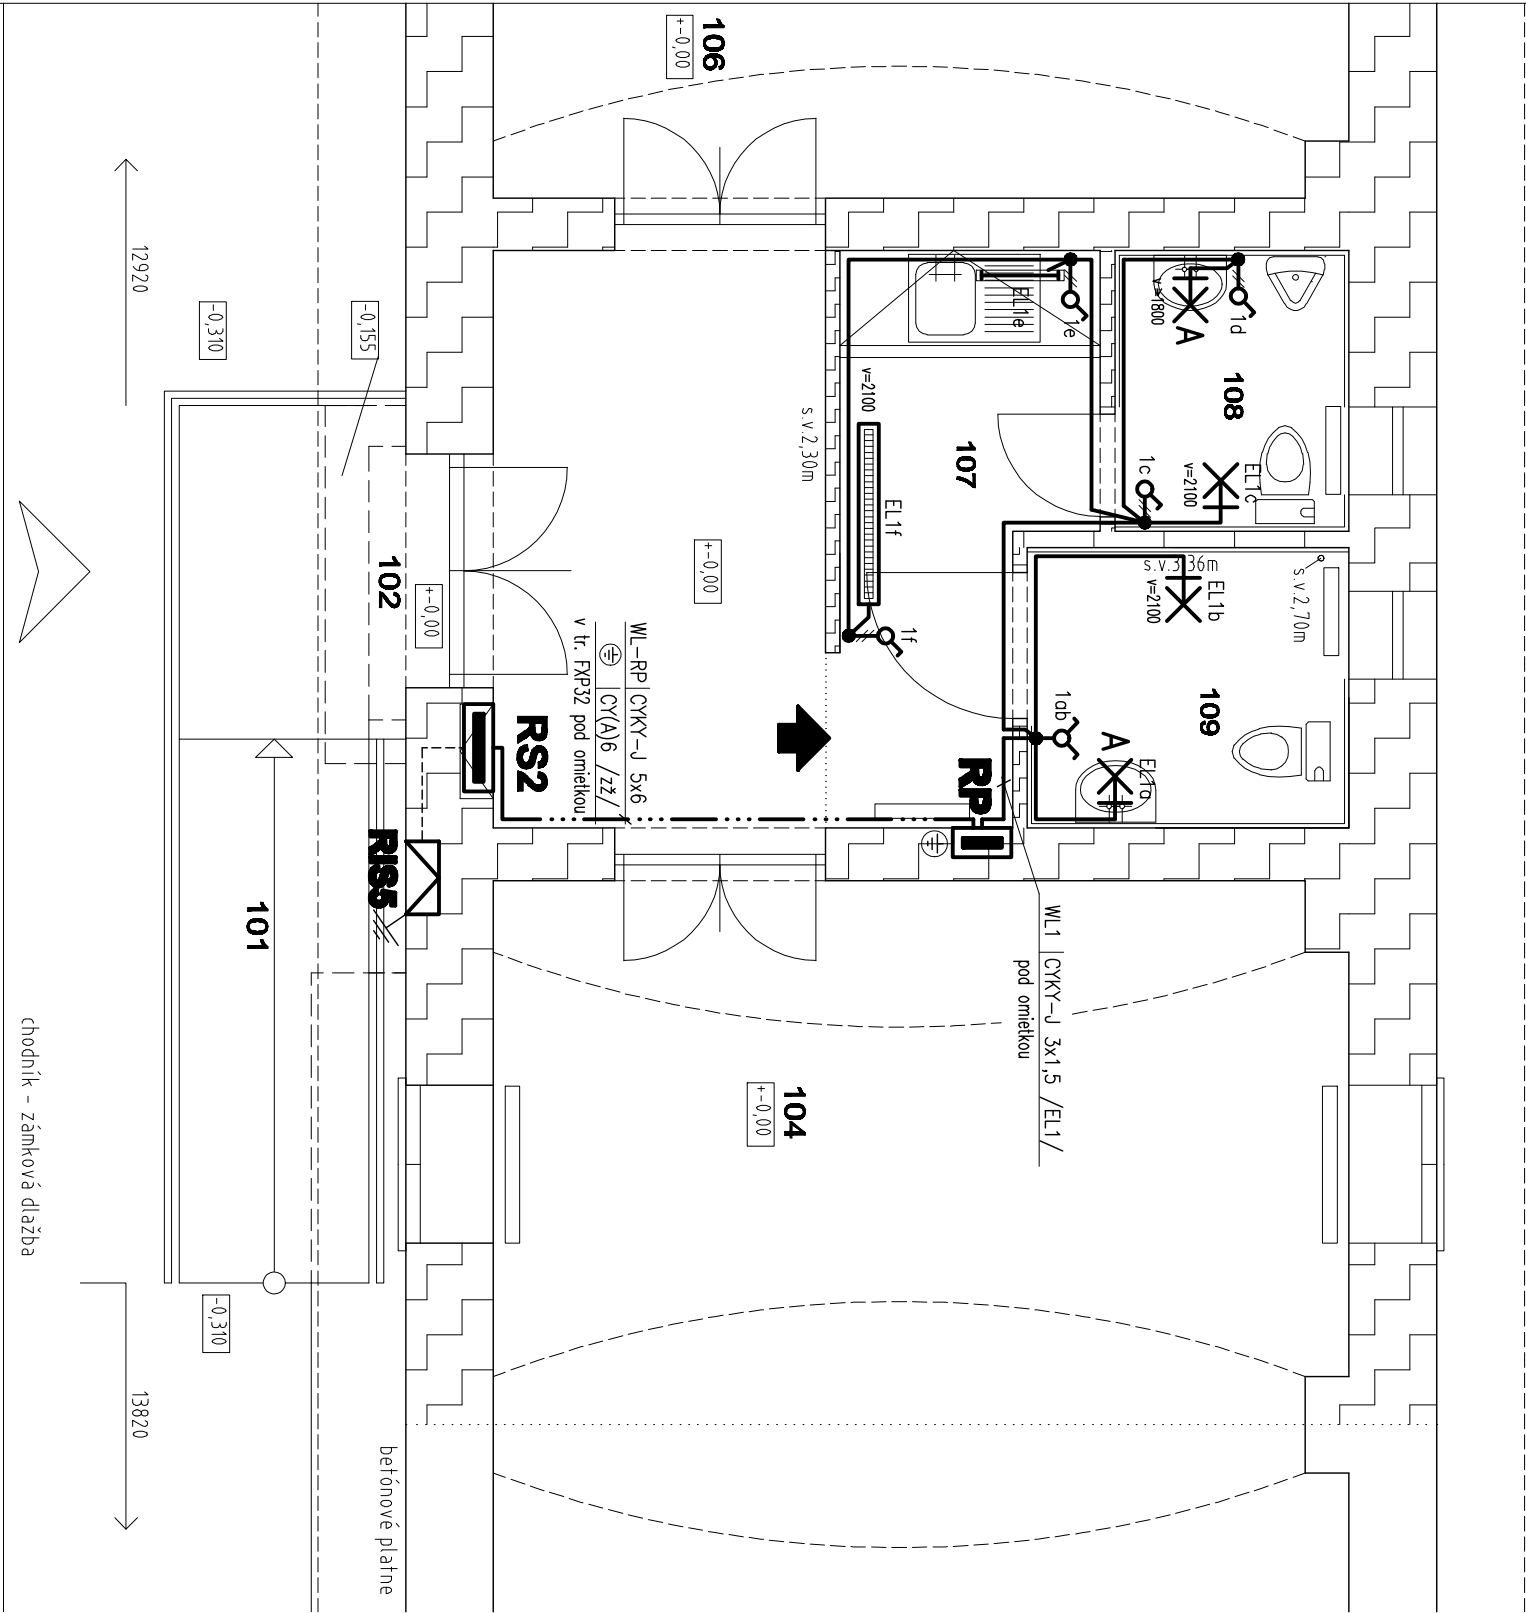 106
+-0,00
12920
-0,310
-0,155
EL1e
1e
v=1800
A
1d
108
v=2100
s.v.2,30m
107
1c
EL1c
v=2100
EL1f
+-0,00
102
+-0,00
s.v.3,36m
EL1b
v=2100
s.v.2,70m
1f
109
WL-RP CYKY-J 5x6
CY(A)6 /zž/
v tr. FXP32 pod omietkou
1ab
A
EL1a
RS2
RP
RIS5
101
WL1 CYKY-J 3x1,5 /EL1/
pod omietkou
104
+-0,00
chodník - zámková dlažba
-0,310
13820
betónové platne